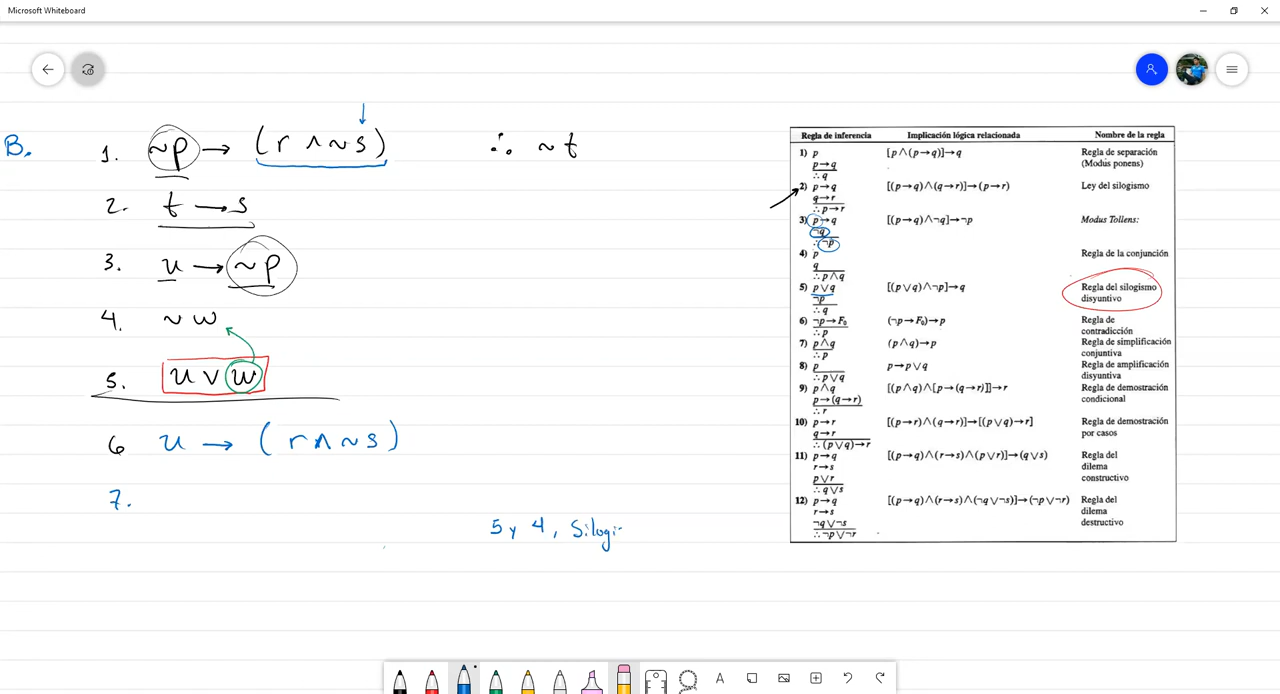 Microsoft Whiteboard
B.
1. ~p → (r ∧ ~s) ∴ ~t
2. t → s
3. u → ~p
4. ~w
5. u ∨ w
6 u → (r ∧ ~s)
7.
5 y 4, Silogi
Regla de inferencia Implicación lógica relacionada Nombre de la regla
1) p [p∧(p→q)]→q Regla de separación
p→q (Modus ponens)
∴ q
2) p→q [(p→q)∧(q→r)]→(p→r) Ley del silogismo
q→r
∴ p→r
3) p→q [(p→q)∧¬q]→¬p Modus Tollens:
¬q
∴ ¬p
4) p Regla de la conjunción
q
∴ p∧q
5) p∨q [(p∨q)∧¬p]→q Regla del silogismo
¬p disyuntivo
∴ q
6) ¬p→F₀ (¬p→F₀)→p Regla de
∴ p contradicción
7) p∧q (p∧q)→p Regla de simplificación
∴ p conjuntiva
8) p p→p∨q Regla de amplificación
∴ p∨q disyuntiva
9) p∧q [(p∧q)∧[p→(q→r)]]→r Regla de demostración
p→(q→r) condicional
∴ r
10) p→r [(p→r)∧(q→r)]→[(p∨q)→r] Regla de demostración
q→r por casos
∴ (p∨q)→r
11) p→q [(p→q)∧(r→s)∧(p∨r)]→(q∨s) Regla del
r→s dilema
p∨r constructivo
∴ q∨s
12) p→q [(p→q)∧(r→s)∧(¬q∨¬s)]→(¬p∨¬r) Regla del
r→s dilema
¬q∨¬s destructivo
∴ ¬p∨¬r
A